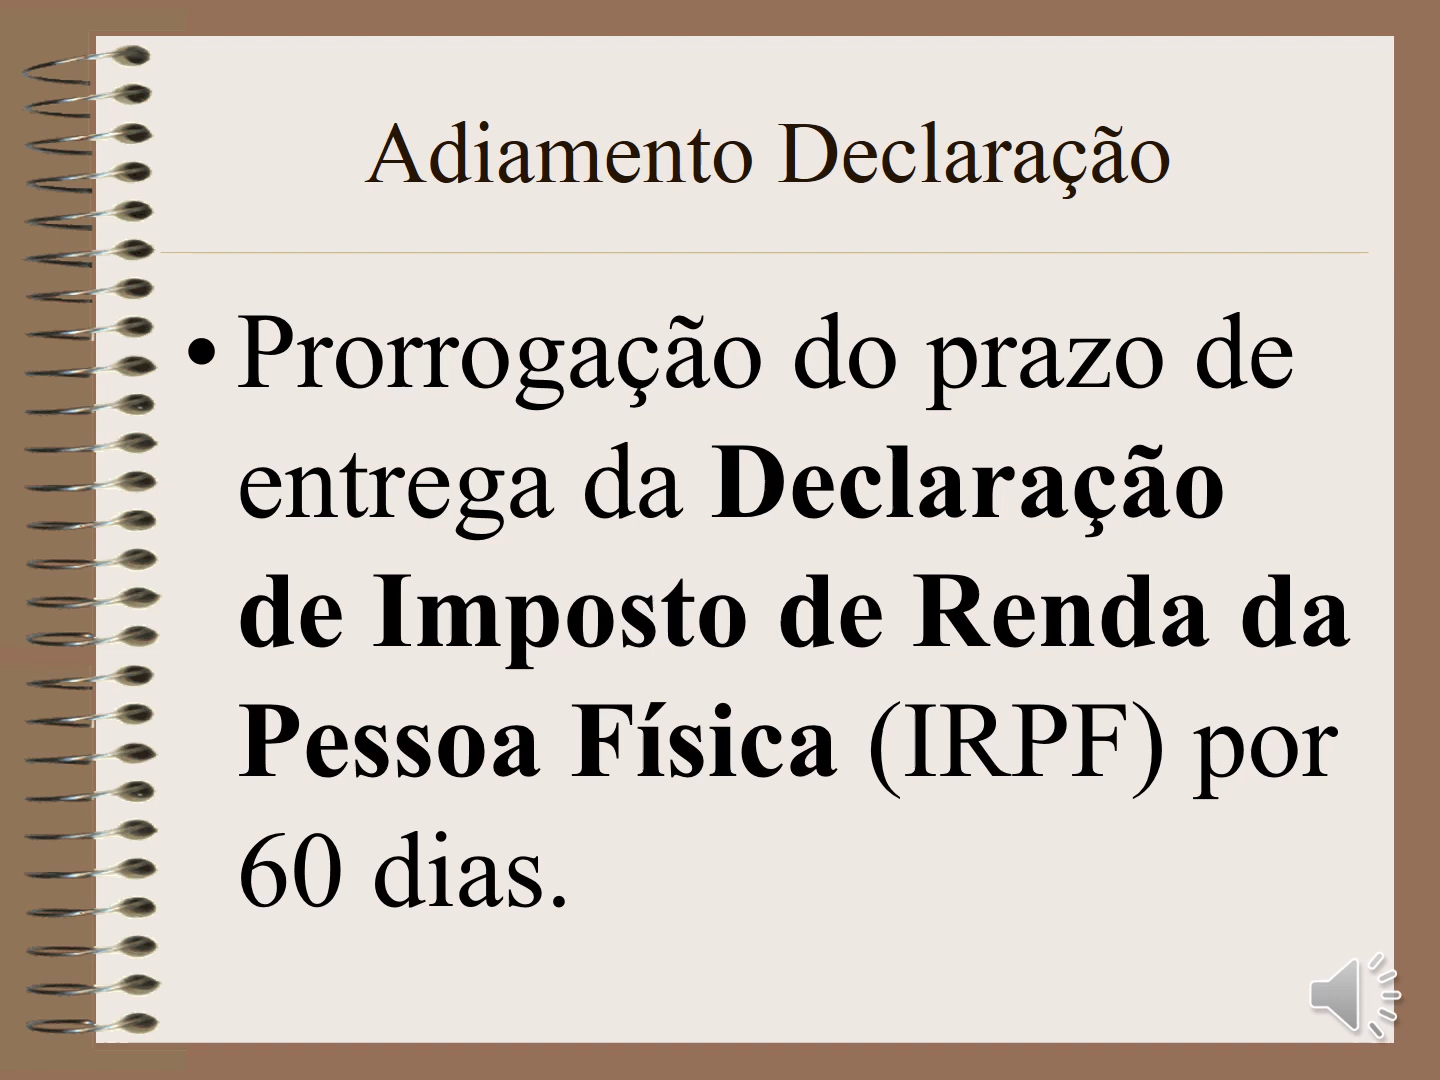 Adiamento Declaração
• Prorrogação do prazo de
entrega da Declaração
de Imposto de Renda da
Pessoa Física (IRPF) por
60 dias.